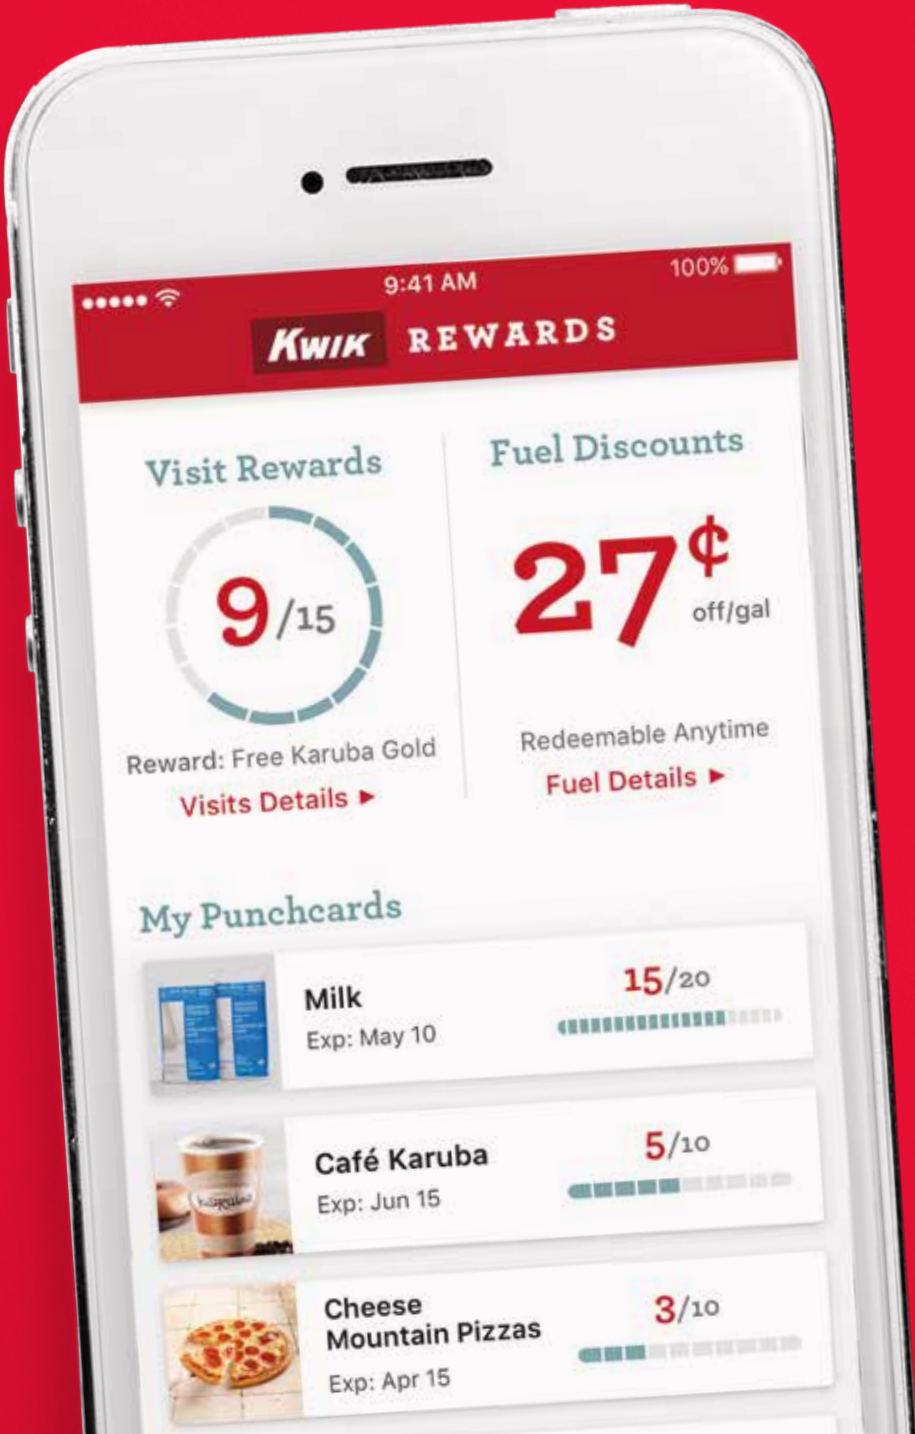 9:41 AM
100%
KWIK REWARDS
Visit Rewards
9/15
Reward: Free Karuba Gold
Visits Details ►
Fuel Discounts
27¢
off/gal
Redeemable Anytime
Fuel Details ►
My Punchcards
Milk
Exp: May 10
15/20
Café Karuba
Exp: Jun 15
5/10
Cheese
Mountain Pizzas
Exp: Apr 15
3/10